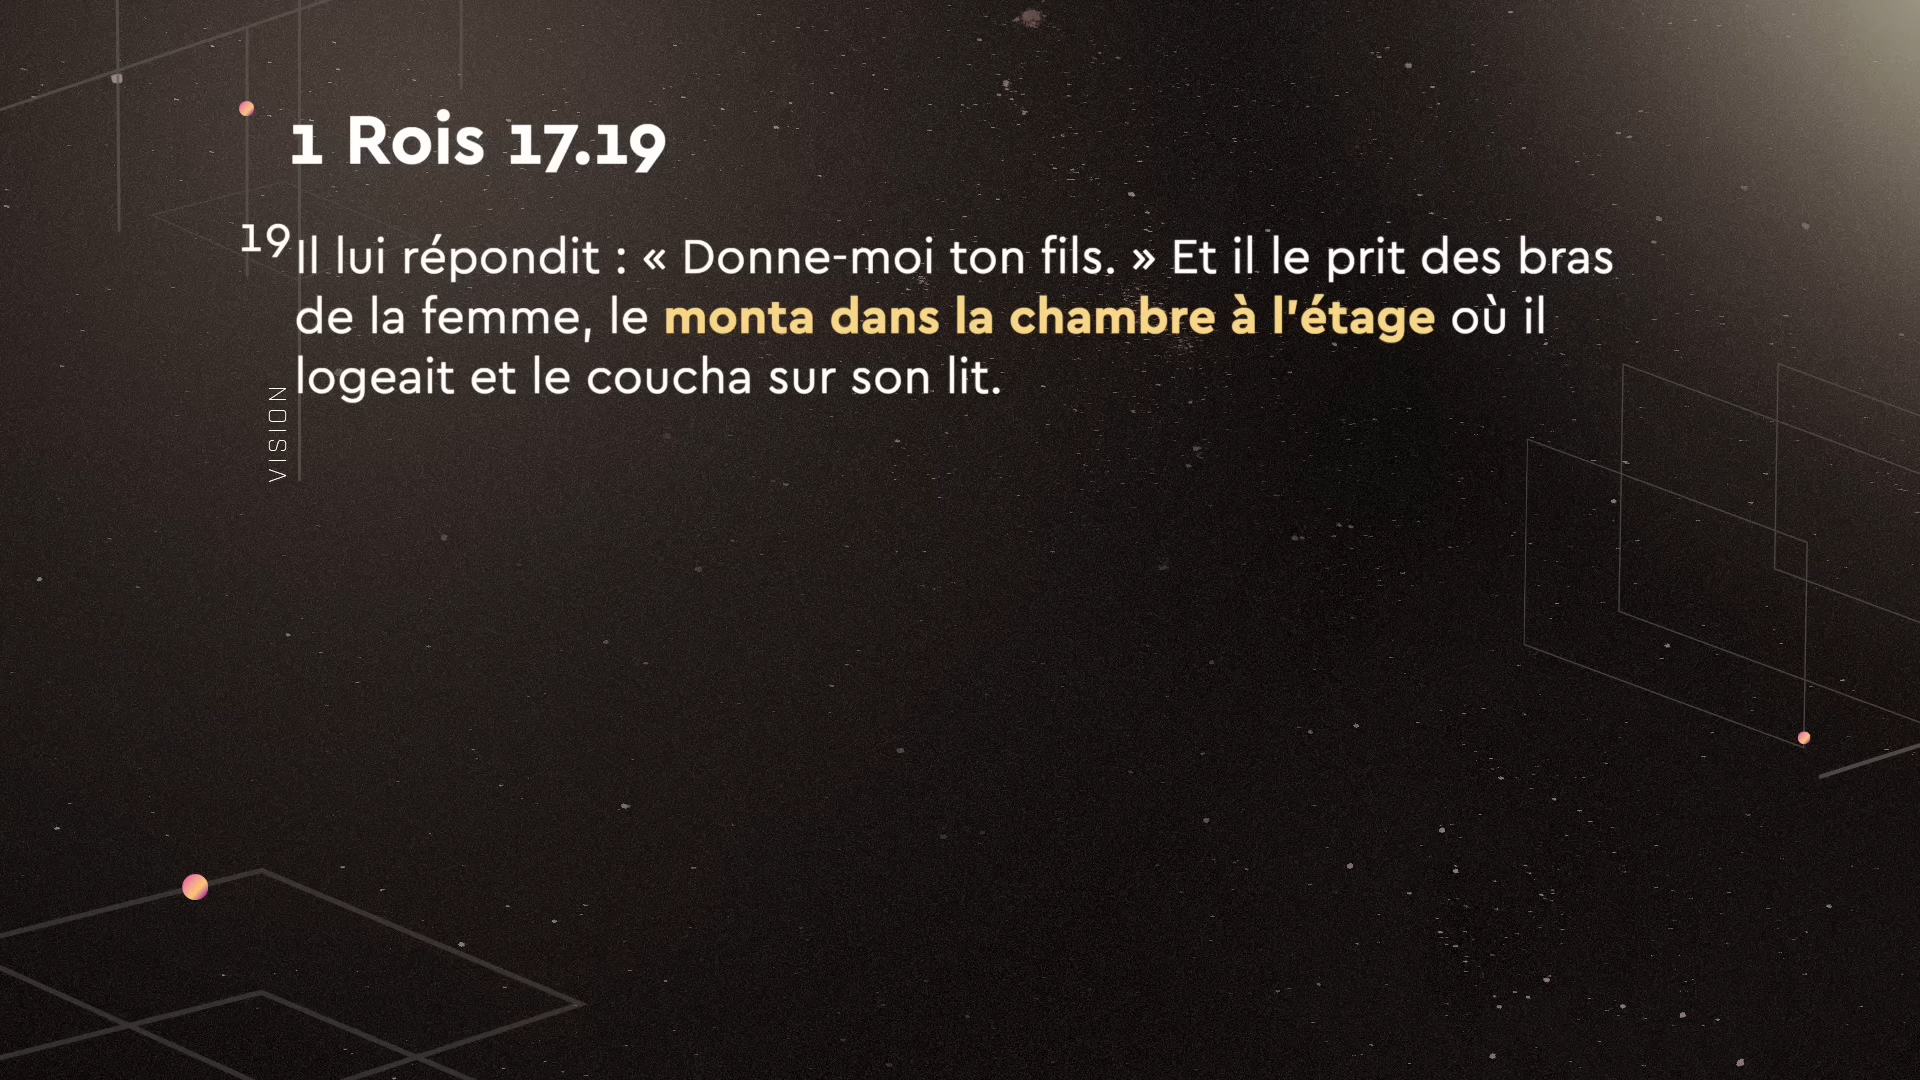 1 Rois 17.19
19 Il lui répondit : « Donne-moi ton fils. » Et il le prit des bras
de la femme, le monta dans la chambre à l'étage où il
logeait et le coucha sur son lit.
VISION